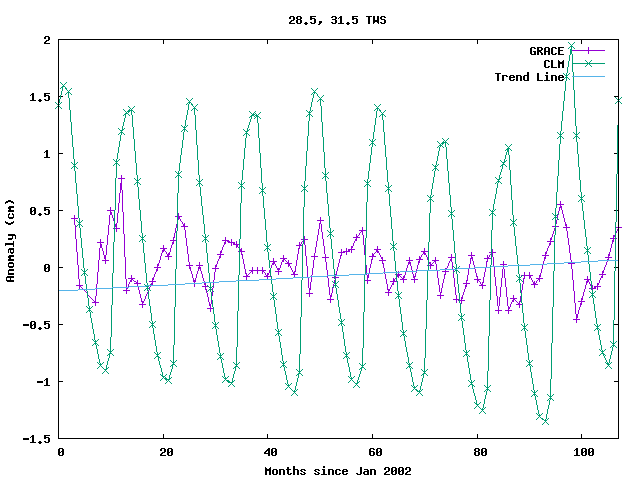 28.5, 31.5 TWS
GRACE
CLM
Trend Line
2
1.5
1
0.5
0
-0.5
-1
-1.5
Anomaly (cm)
0 20 40 60 80 100
Months since Jan 2002